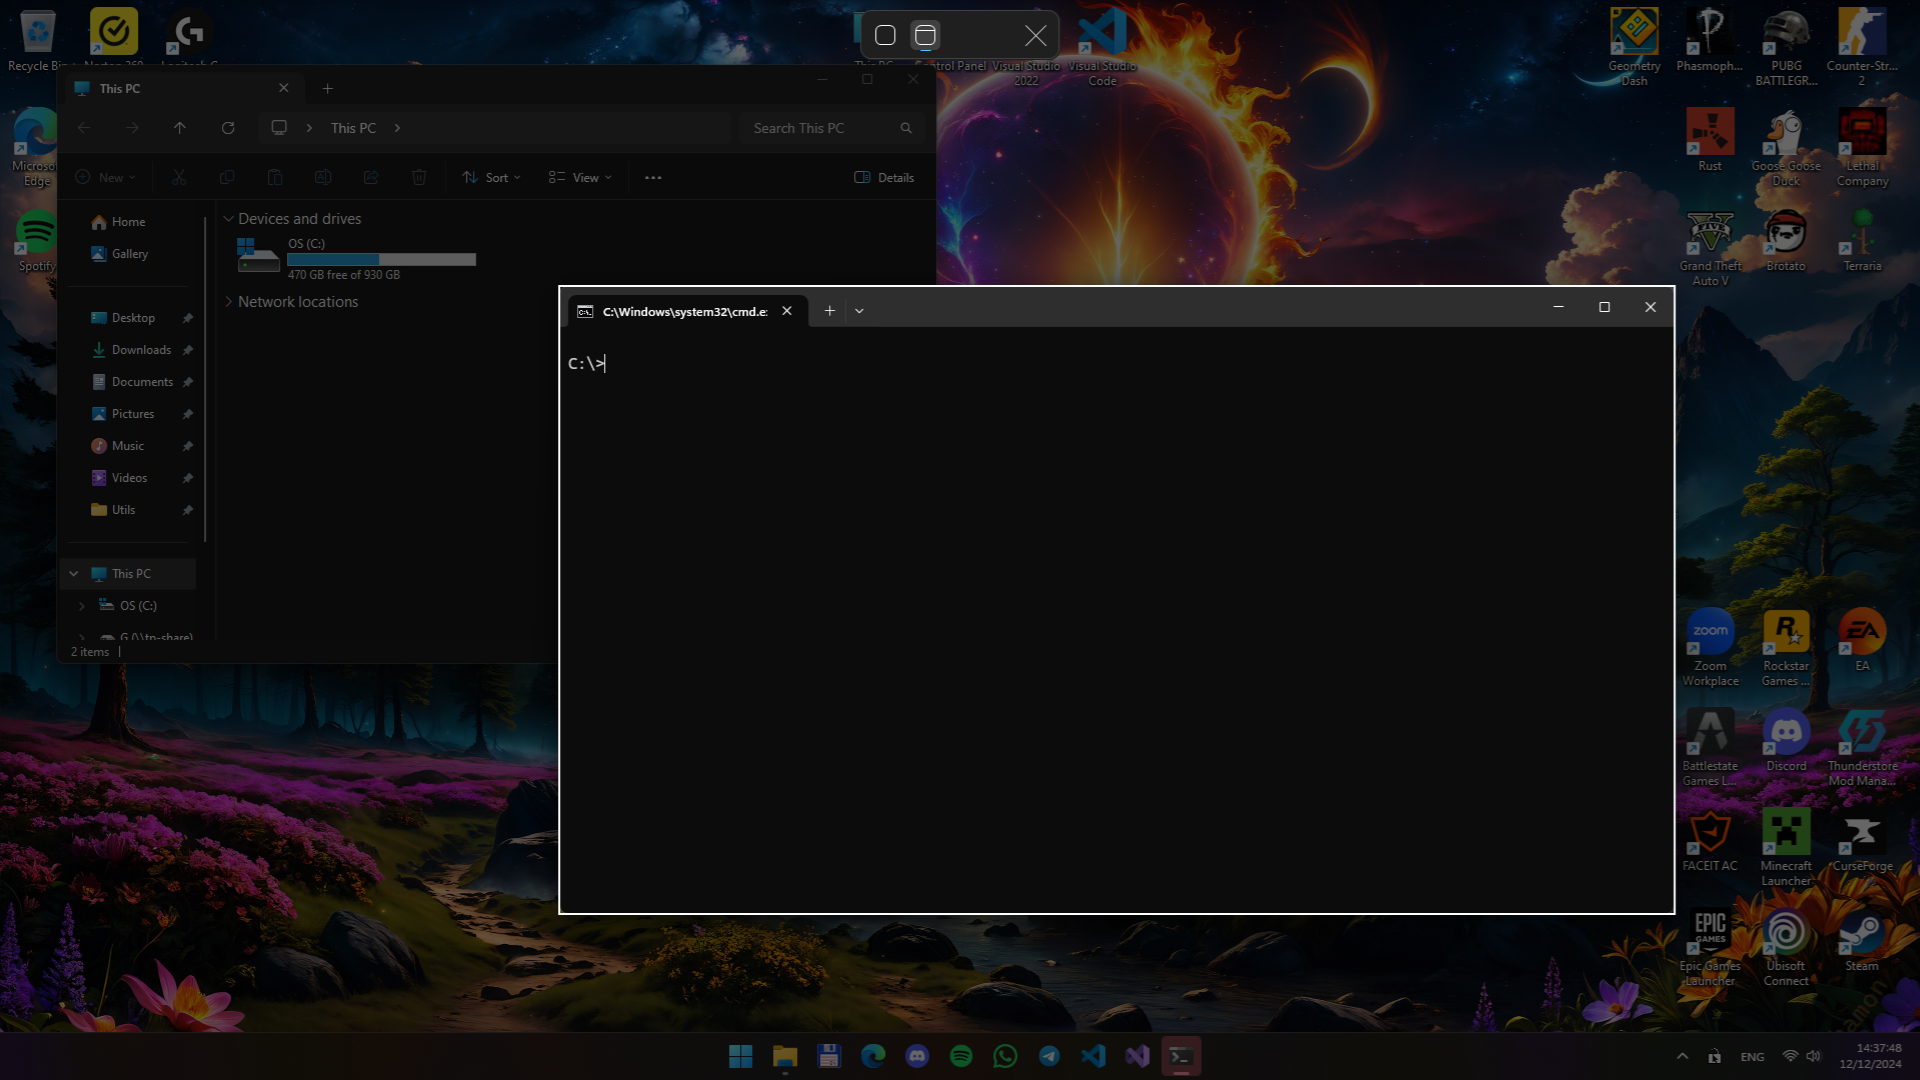 Recycle Bin
Norton 360
Logitech G
This PC
Control Panel
Visual Studio
2022
Visual Studio
Code
Geometry
Dash
Phasmoph...
PUBG
BATTLEGR...
Counter-Str...
2
This PC
This PC
Search This PC
New
Sort
View
Details
Microsoft
Edge
Rust
Goose Goose
Duck
Lethal
Company
Home
Gallery
Devices and drives
OS (C:)
470 GB free of 930 GB
Network locations
Spotify
Grand Theft
Auto V
Brotato
Terraria
Desktop
Downloads
Documents
Pictures
Music
Videos
Utils
This PC
OS (C:)
G (\\tp-share)
2 items
C:\Windows\system32\cmd.e
C:\>
zoom
Zoom
Workplace
Rockstar
Games ...
EA
EA
Battlestate
Games L...
Discord
Thunderstore
Mod Mana...
FACEIT AC
Minecraft
Launcher
CurseForge
EPIC
GAMES
Epic Games
Launcher
Ubisoft
Connect
Steam
ENG
14:37:48
12/12/2024